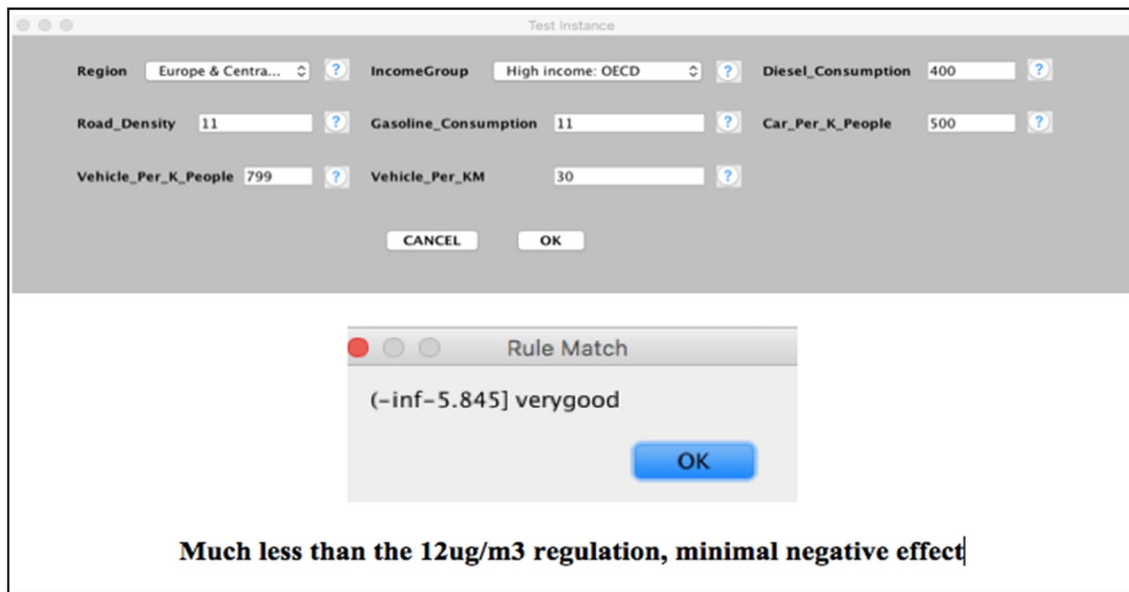 Test Instance
Region Europe & Centra... ? IncomeGroup High income: OECD ? Diesel_Consumption 400 ?
Road_Density 11 ? Gasoline_Consumption 11 ? Car_Per_K_People 500 ?
Vehicle_Per_K_People 799 ? Vehicle_Per_KM 30 ?
CANCEL OK
Rule Match
(-inf-5.845] verygood
OK
Much less than the 12ug/m3 regulation, minimal negative effect